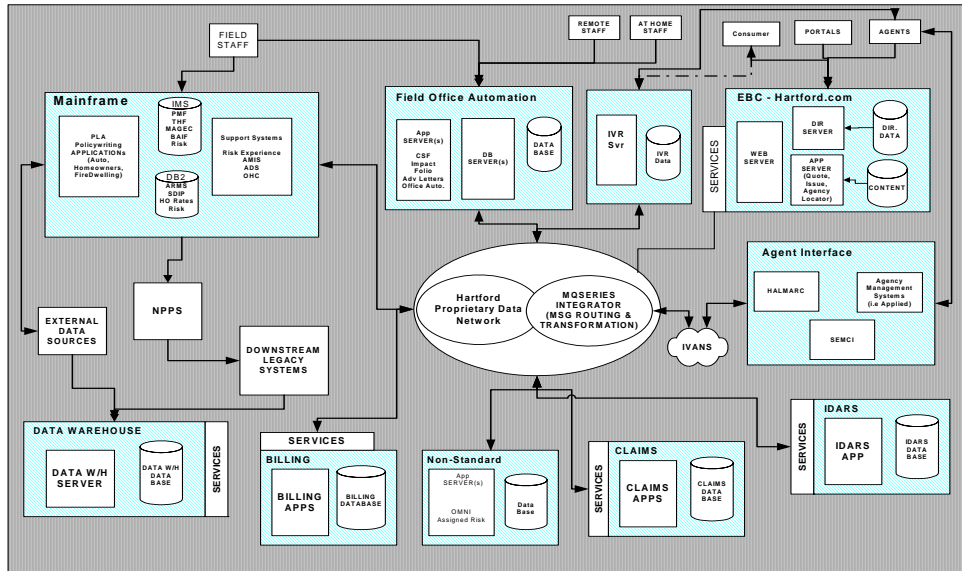 FIELD
STAFF
REMOTE
STAFF
AT HOME
STAFF
Consumer
PORTALS
AGENTS
Mainframe
PLA
Policywriting
APPLICATIONs
(Auto,
Homeowners,
FireDwelling)
IMS
PMF
THF
MAGEC
BAIF
Risk
DB2
ARMS
SDIP
HO Rates
Risk
Support Systems
Risk Experience
AMIS
ADS
OHC
Field Office Automation
App
SERVER(s)
CSF
Impact
Folio
Adv Letters
Office Auto.
DB
SERVER(s)
DATA
BASE
IVR
Svr
IVR
Data
EBC - Hartford.com
SERVICES
WEB
SERVER
DIR
SERVER
DIR.
DATA
APP
SERVER
(Quote,
Issue,
Agency
Locator)
CONTENT
Hartford
Proprietary Data
Network
MQSERIES
INTEGRATOR
(MSG ROUTING
& TRANSFORMATION)
IVANS
Agent Interface
HALMARC
Agency
Management
Systems
(i.e Applied)
SEMCI
NPPS
EXTERNAL
DATA
SOURCES
DOWNSTREAM
LEGACY
SYSTEMS
DATA WAREHOUSE
DATA W/H
SERVER
DATA W/H
DATA
BASE
SERVICES
SERVICES
BILLING
BILLING
APPS
BILLING
DATABASE
Non-Standard
App
SERVER(s)
OMNI
Assigned Risk
Data
Base
SERVICES
CLAIMS
CLAIMS
APPS
CLAIMS
DATA
BASE
SERVICES
IDARS
IDARS
APP
IDARS
DATA
BASE